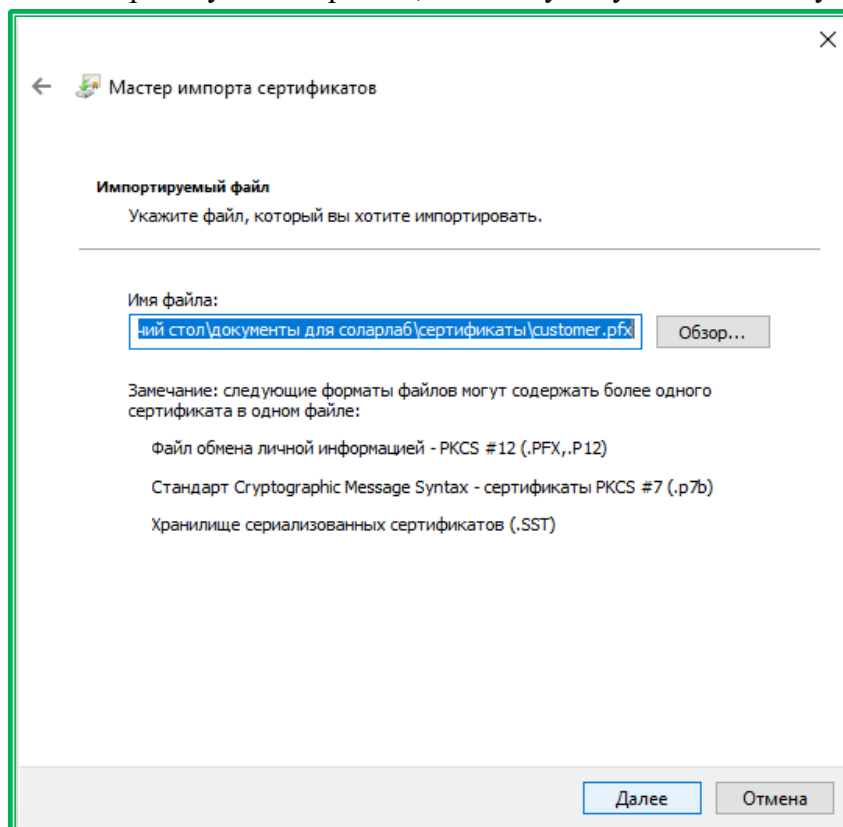 Мастер импорта сертификатов
Импортируемый файл
Укажите файл, который вы хотите импортировать.
Имя файла:
ний стол\документы для соларлаб\сертификаты\customer.pfx
Обзор...
Замечание: следующие форматы файлов могут содержать более одного
сертификата в одном файле:
Файл обмена личной информацией - PKCS #12 (.PFX,.P12)
Стандарт Cryptographic Message Syntax - сертификаты PKCS #7 (.p7b)
Хранилище сериализованных сертификатов (.SST)
Далее Отмена